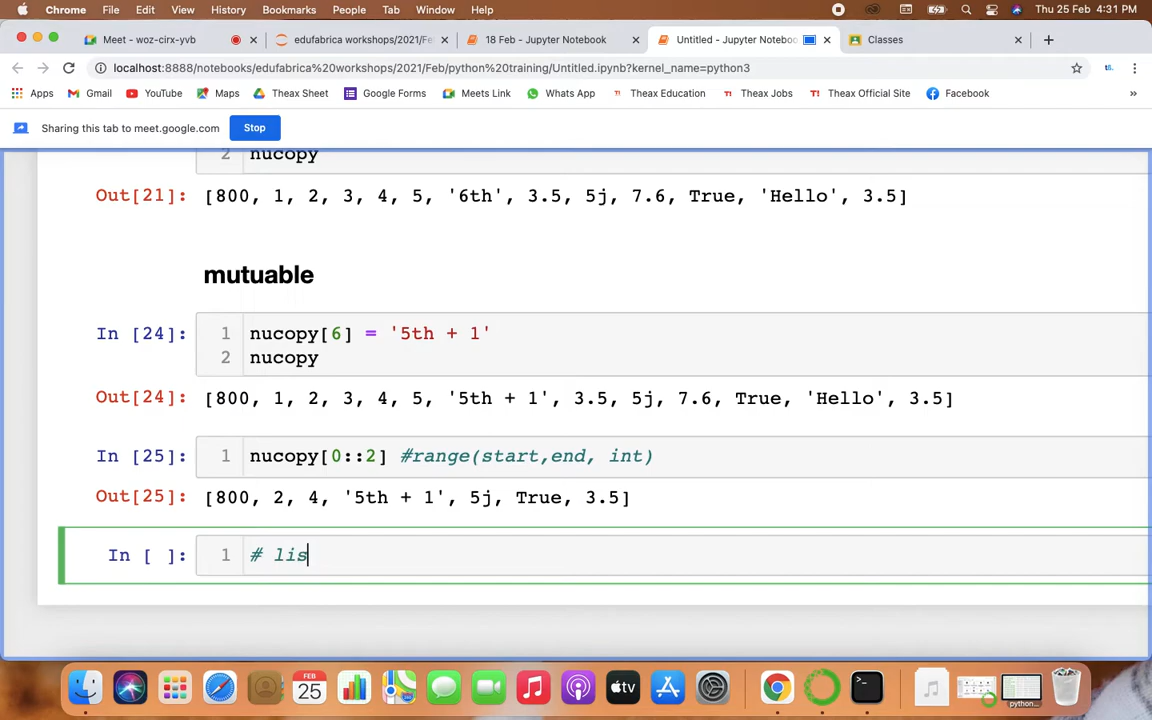 Chrome File Edit View History Bookmarks People Tab Window Help Thu 25 Feb 4:31 PM
Meet - woz-cirx-yvb edufabrica workshops/2021/Fe 18 Feb - Jupyter Notebook Untitled - Jupyter Noteboo Classes
localhost:8888/notebooks/edufabrica%20workshops/2021/Feb/python%20training/Untitled.ipynb?kernel_name=python3
Apps Gmail YouTube Maps Theax Sheet Google Forms Meets Link Whats App Theax Education Theax Jobs Theax Official Site Facebook »
Sharing this tab to meet.google.com Stop
2 nucopy
Out[21]: [800, 1, 2, 3, 4, 5, '6th', 3.5, 5j, 7.6, True, 'Hello', 3.5]
mutuable
In [24]: 1 nucopy[6] = '5th + 1'
2 nucopy
Out[24]: [800, 1, 2, 3, 4, 5, '5th + 1', 3.5, 5j, 7.6, True, 'Hello', 3.5]
In [25]: 1 nucopy[0::2] #range(start,end, int)
Out[25]: [800, 2, 4, '5th + 1', 5j, True, 3.5]
In [ ]: 1 # lis
FEB
25
tv
python...